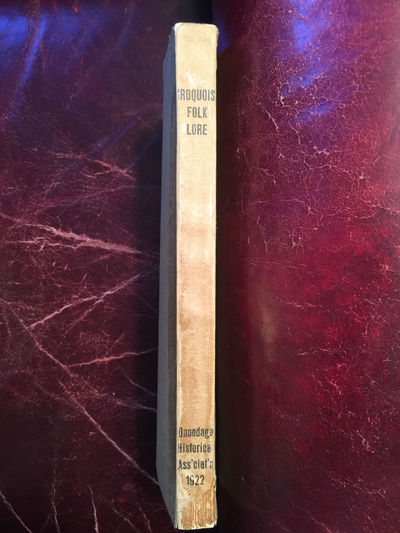 IROQUOIS
FOLK
LORE
Onondaga
Historical
Ass'ciat'n
1922